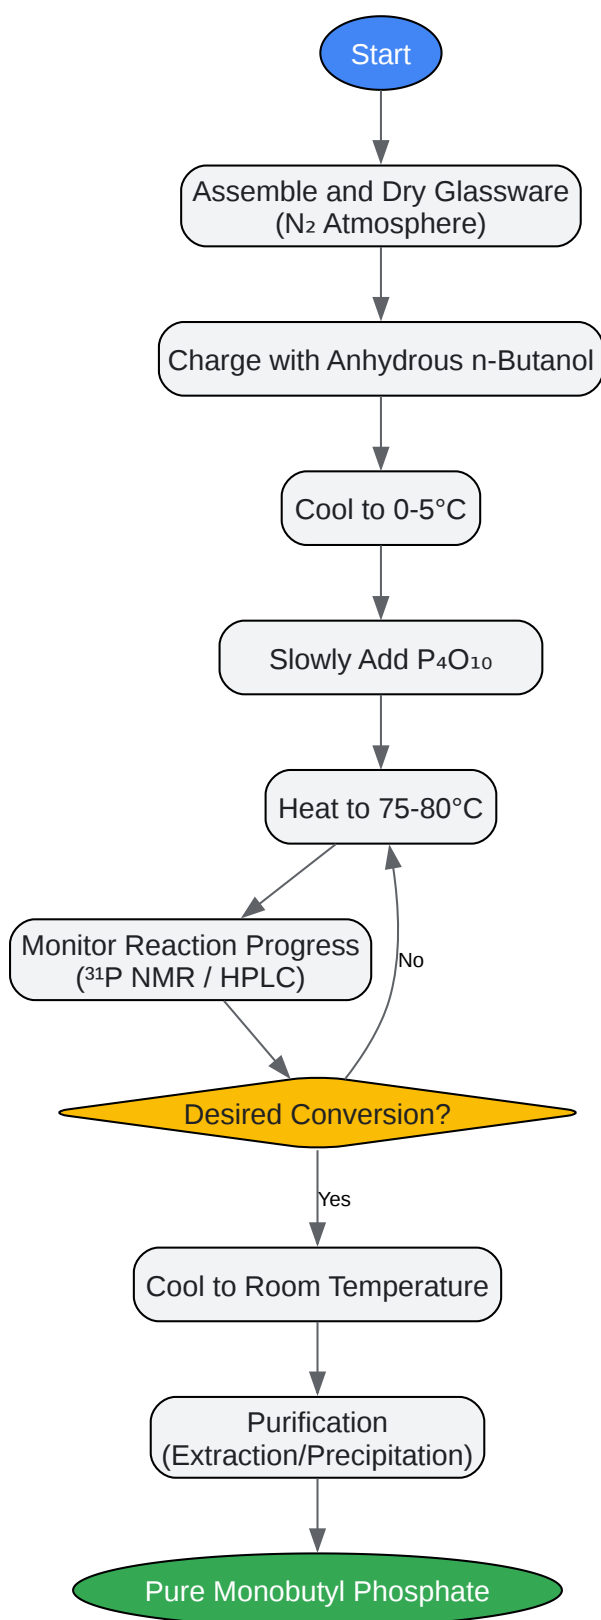 Start
Assemble and Dry Glassware
(N₂ Atmosphere)
Charge with Anhydrous n-Butanol
Cool to 0-5°C
Slowly Add P₄O₁₀
Heat to 75-80°C
Monitor Reaction Progress
(³¹P NMR / HPLC)
No
Desired Conversion?
Yes
Cool to Room Temperature
Purification
(Extraction/Precipitation)
Pure Monobutyl Phosphate